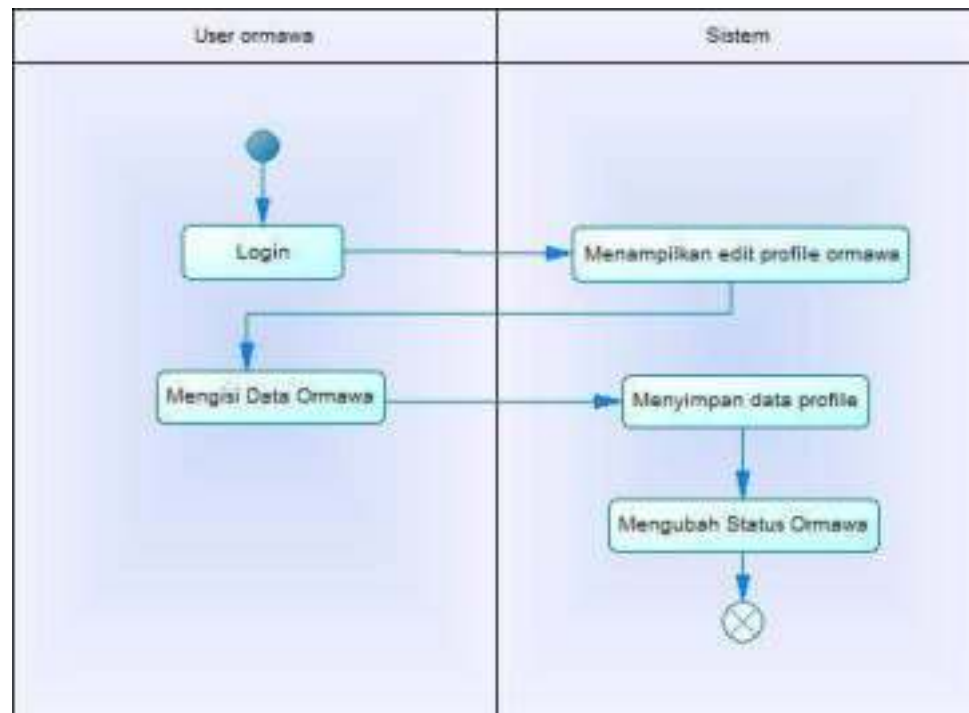 User ormawa
Sistem
Login
Menampilkan edit profile ormawa
Mengisi Data Ormawa
Menyimpan data profile
Mengubah Status Ormawa